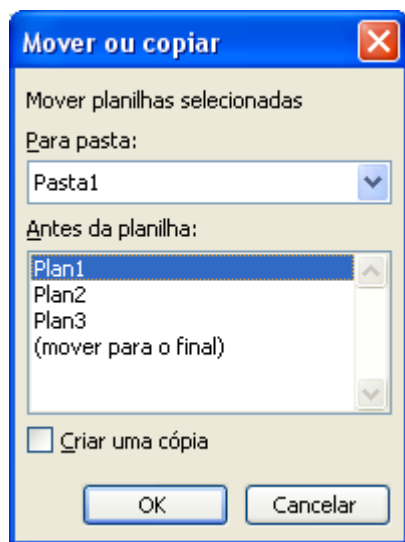 Mover ou copiar
Mover planilhas selecionadas
Para pasta:
Pasta1
Antes da planilha:
Plan1
Plan2
Plan3
(mover para o final)
Criar uma cópia
OK Cancelar